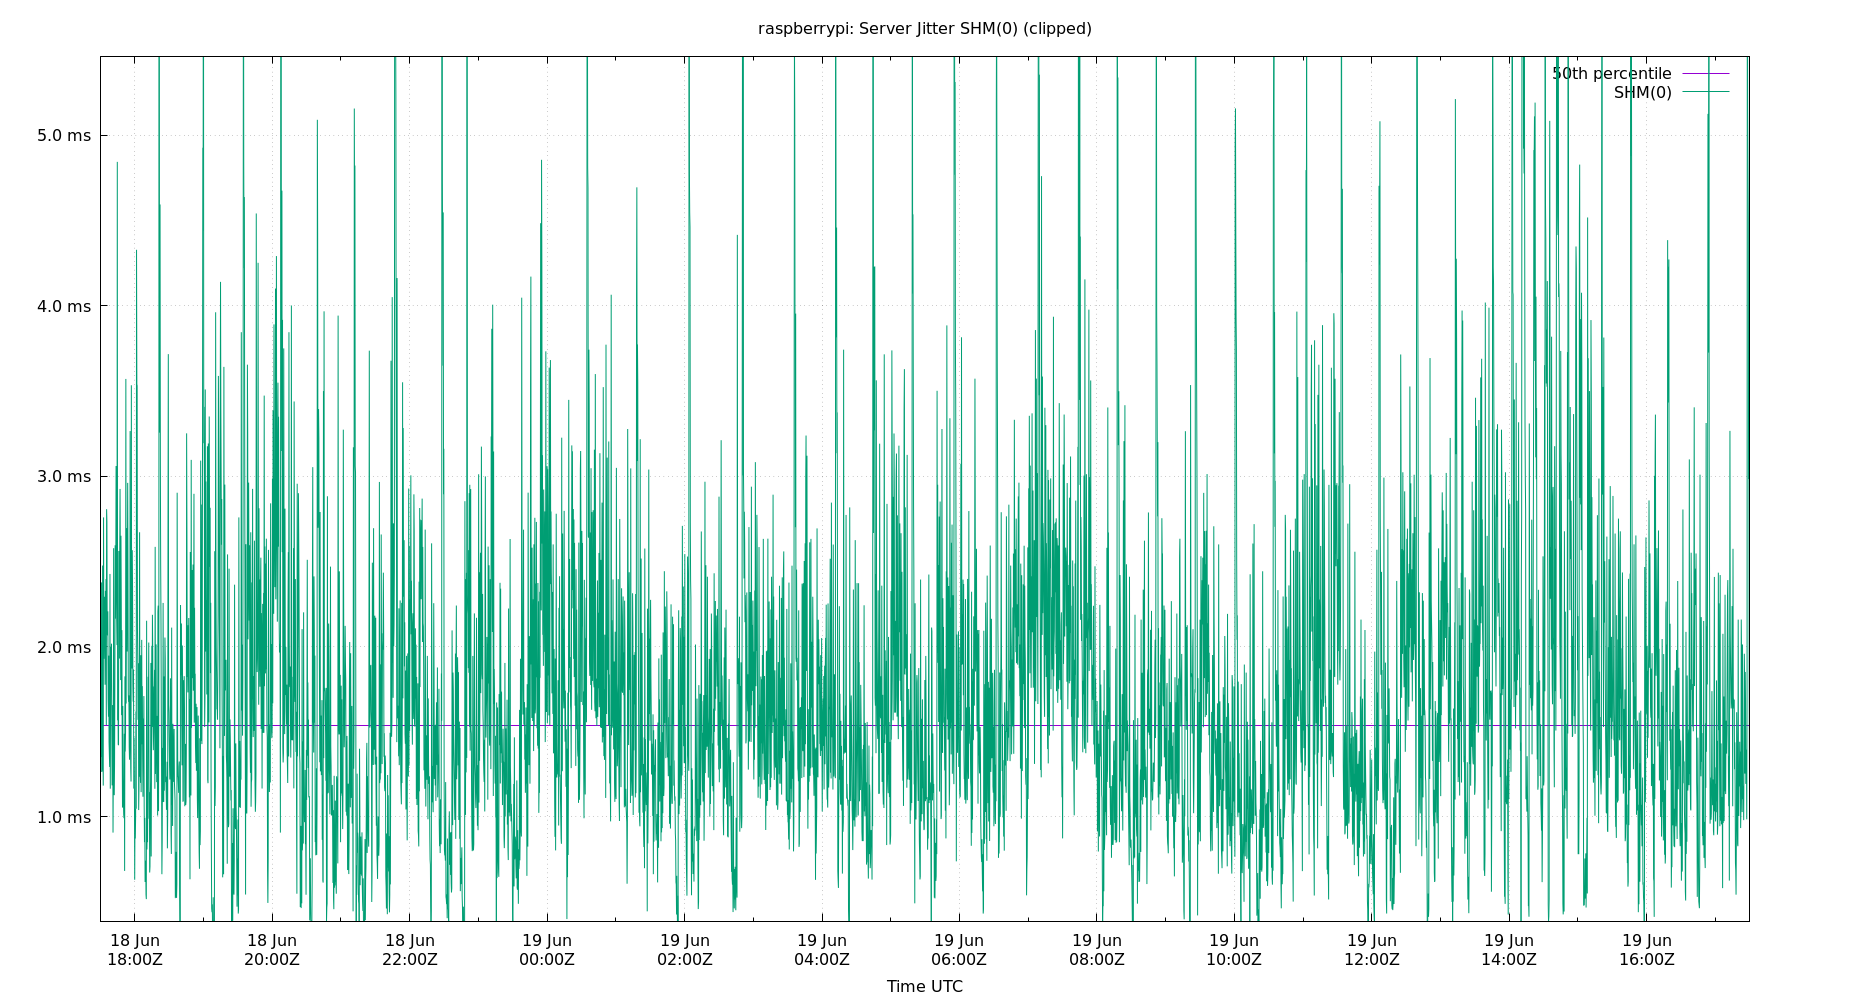 raspberrypi: Server Jitter SHM(0) (clipped)
50th percentile
SHM(0)
5.0 ms
4.0 ms
3.0 ms
2.0 ms
1.0 ms
18 Jun 18 Jun 18 Jun 19 Jun 19 Jun 19 Jun 19 Jun 19 Jun 19 Jun 19 Jun 19 Jun 19 Jun
18:00Z 20:00Z 22:00Z 00:00Z 02:00Z 04:00Z 06:00Z 08:00Z 10:00Z 12:00Z 14:00Z 16:00Z
Time UTC